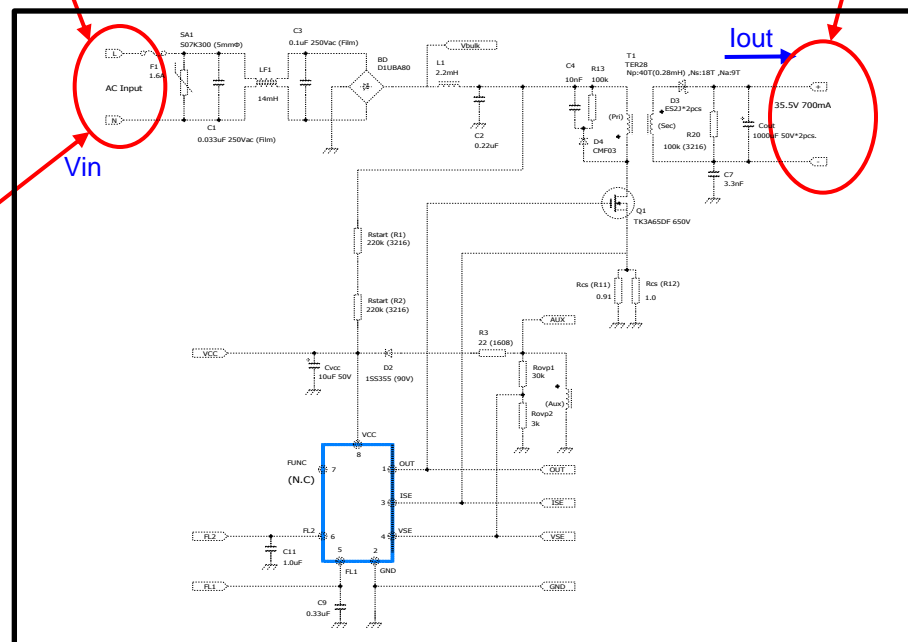 SA1
S07K300 (5mmΦ)
C3
0.1uF 250Vac (Film)
BD
D1UBA80
L
F1
1.6A
AC Input
LF1
14mH
N
C1
0.033uF 250Vac (Film)
Vin
Vbulk
L1
2.2mH
C2
0.22uF
C4
10nF
R13
100k
D4
CMF03
T1
TER28
Np:40T(0.28mH) ,Ns:18T ,Na:9T
(Pri)
(Sec)
Iout
D3
ES2J*2pcs
R20
100k (3216)
Cout
1000uF 50V*2pcs.
35.5V 700mA
+
-
C7
3.3nF
Q1
TK3A65DF 650V
Rstart (R1)
220k (3216)
Rstart (R2)
220k (3216)
Rcs (R11)
0.91
Rcs (R12)
1.0
AUX
R3
22 (1608)
VCC
Cvcc
10uF 50V
D2
1SS355 (90V)
Rovp1
30k
(Aux)
Rovp2
3k
VCC
8
FUNC
7
(N.C)
1
OUT
OUT
3
ISE
ISE
FL2
FL2
6
4
VSE
VSE
C11
1.0uF
5
FL1
2
GND
FL1
GND
C9
0.33uF